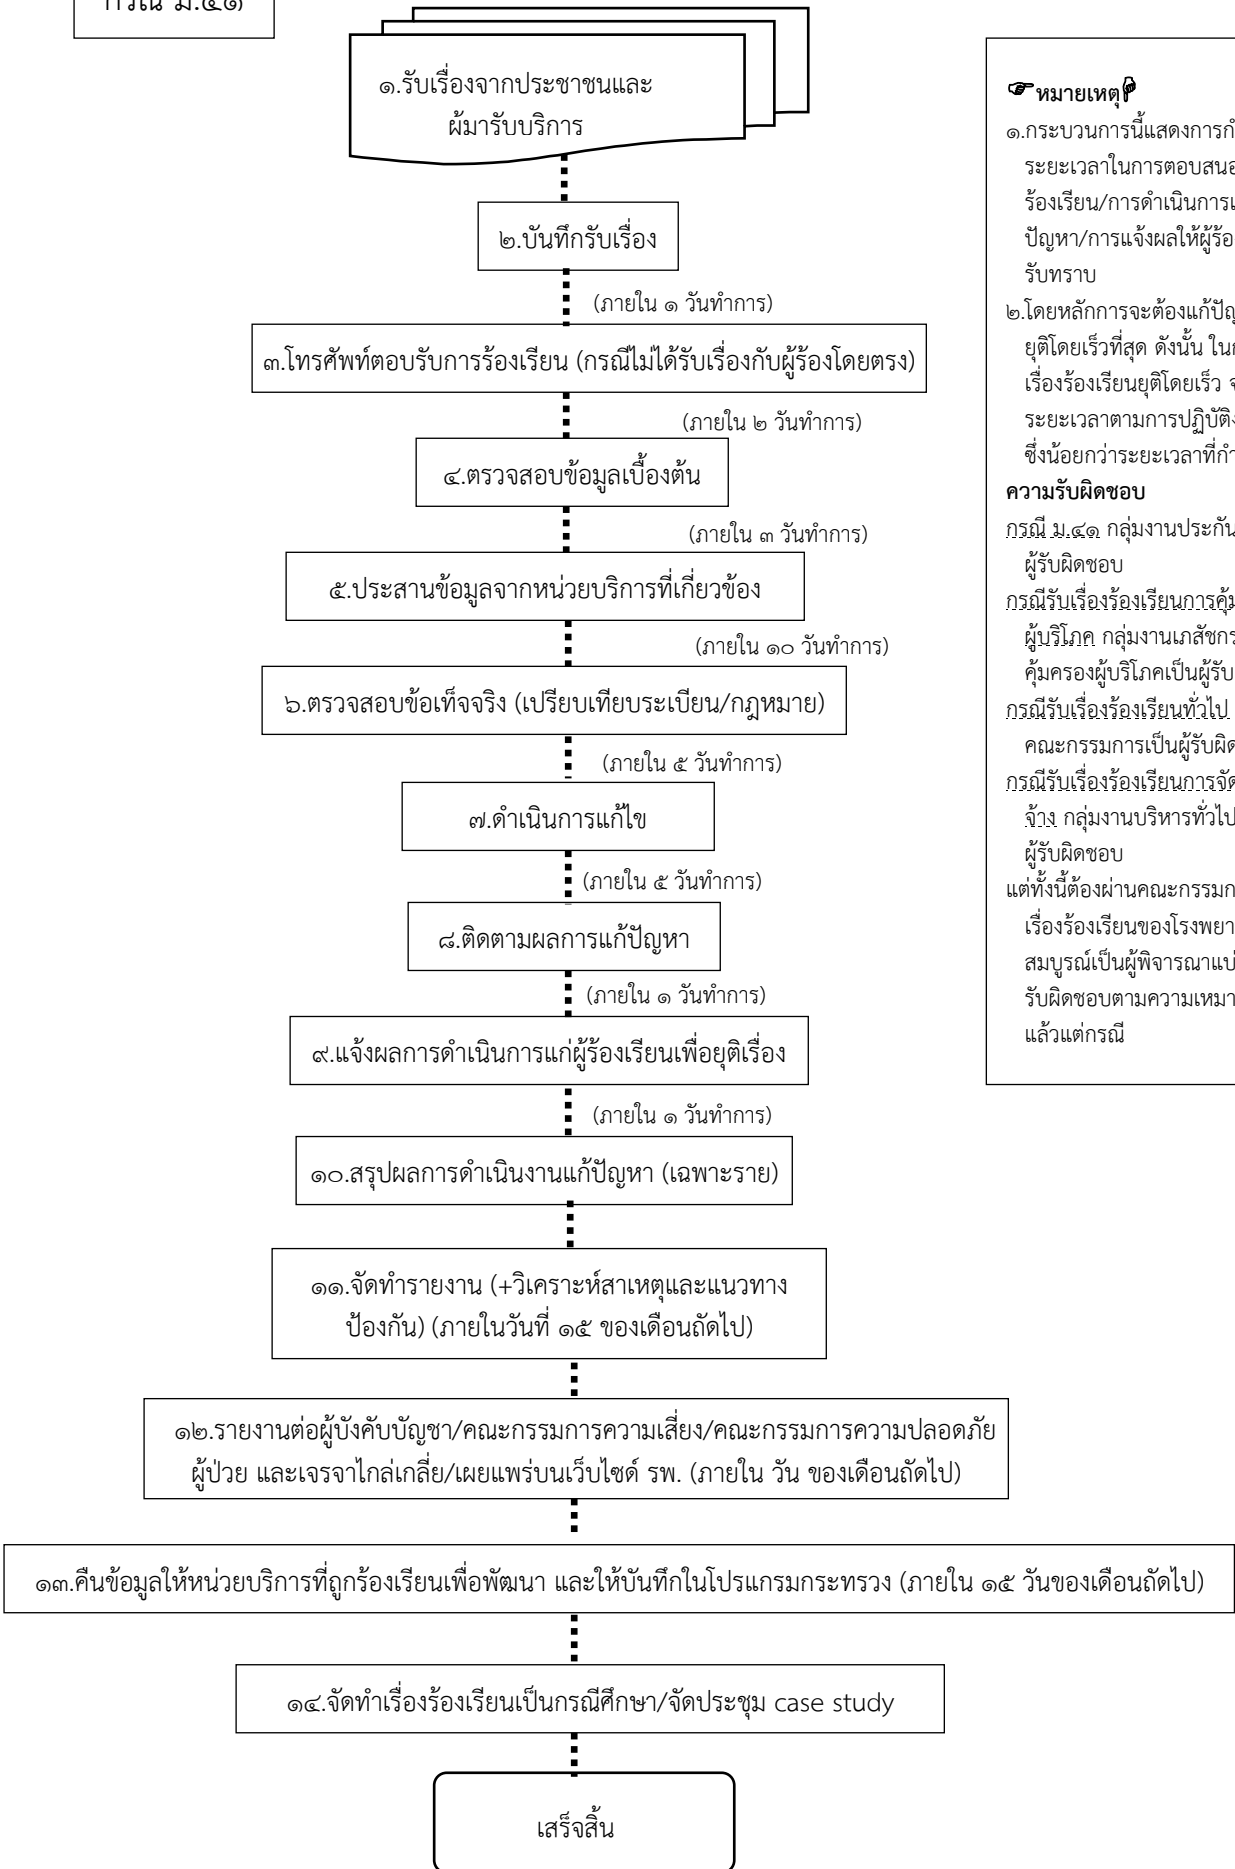 กรณี ม.๔๑
๑.รับเรื่องจากประชาชนและ
ผู้มารับบริการ
๒.บันทึกรับเรื่อง
(ภายใน ๑ วันทำการ)
๓.โทรศัพท์ตอบรับการร้องเรียน (กรณีไม่ได้รับเรื่องกับผู้ร้องโดยตรง)
(ภายใน ๒ วันทำการ)
๔.ตรวจสอบข้อมูลเบื้องต้น
(ภายใน ๓ วันทำการ)
๕.ประสานข้อมูลจากหน่วยบริการที่เกี่ยวข้อง
(ภายใน ๑๐ วันทำการ)
๖.ตรวจสอบข้อเท็จจริง (เปรียบเทียบระเบียน/กฎหมาย)
(ภายใน ๕ วันทำการ)
๗.ดำเนินการแก้ไข
(ภายใน ๕ วันทำการ)
๘.ติดตามผลการแก้ปัญหา
(ภายใน ๑ วันทำการ)
๙.แจ้งผลการดำเนินการแก่ผู้ร้องเรียนเพื่อยุติเรื่อง
(ภายใน ๑ วันทำการ)
๑๐.สรุปผลการดำเนินงานแก้ปัญหา (เฉพาะราย)
๑๑.จัดทำรายงาน (+วิเคราะห์สาเหตุและแนวทาง
ป้องกัน) (ภายในวันที่ ๑๕ ของเดือนถัดไป)
๑๒.รายงานต่อผู้บังคับบัญชา/คณะกรรมการความเสี่ยง/คณะกรรมการความปลอดภัย
ผู้ป่วย และเจรจาไกล่เกลี่ย/เผยแพร่บนเว็บไซด์ รพ. (ภายใน วัน ของเดือนถัดไป)
๑๓.คืนข้อมูลให้หน่วยบริการที่ถูกร้องเรียนเพื่อพัฒนา และให้บันทึกในโปรแกรมกระทรวง (ภายใน ๑๕ วันของเดือนถัดไป)
๑๔.จัดทำเรื่องร้องเรียนเป็นกรณีศึกษา/จัดประชุม case study
เสร็จสิ้น
หมายเหตุ
๑.กระบวนการนี้แสดงการกำ
ระยะเวลาในการตอบสนอ
ร้องเรียน/การดำเนินการแ
ปัญหา/การแจ้งผลให้ผู้ร้อ
รับทราบ
๒.โดยหลักการจะต้องแก้ปัญ
ยุติโดยเร็วที่สุด ดังนั้น ในก
เรื่องร้องเรียนยุติโดยเร็ว จ
ระยะเวลาตามการปฏิบัติง
ซึ่งน้อยกว่าระยะเวลาที่กำ
ความรับผิดชอบ
กรณี ม.๔๑ กลุ่มงานประกัน
ผู้รับผิดชอบ
กรณีรับเรื่องร้องเรียนการคุ้ม
ผู้บริโภค กลุ่มงานเภสัชกร
คุ้มครองผู้บริโภคเป็นผู้รับ
กรณีรับเรื่องร้องเรียนทั่วไป
คณะกรรมการเป็นผู้รับผิด
กรณีรับเรื่องร้องเรียนการจัด
จ้าง กลุ่มงานบริหารทั่วไป
ผู้รับผิดชอบ
แต่ทั้งนี้ต้องผ่านคณะกรรมก
เรื่องร้องเรียนของโรงพยา
สมบูรณ์เป็นผู้พิจารณาแบ่
รับผิดชอบตามความเหมา
แล้วแต่กรณี